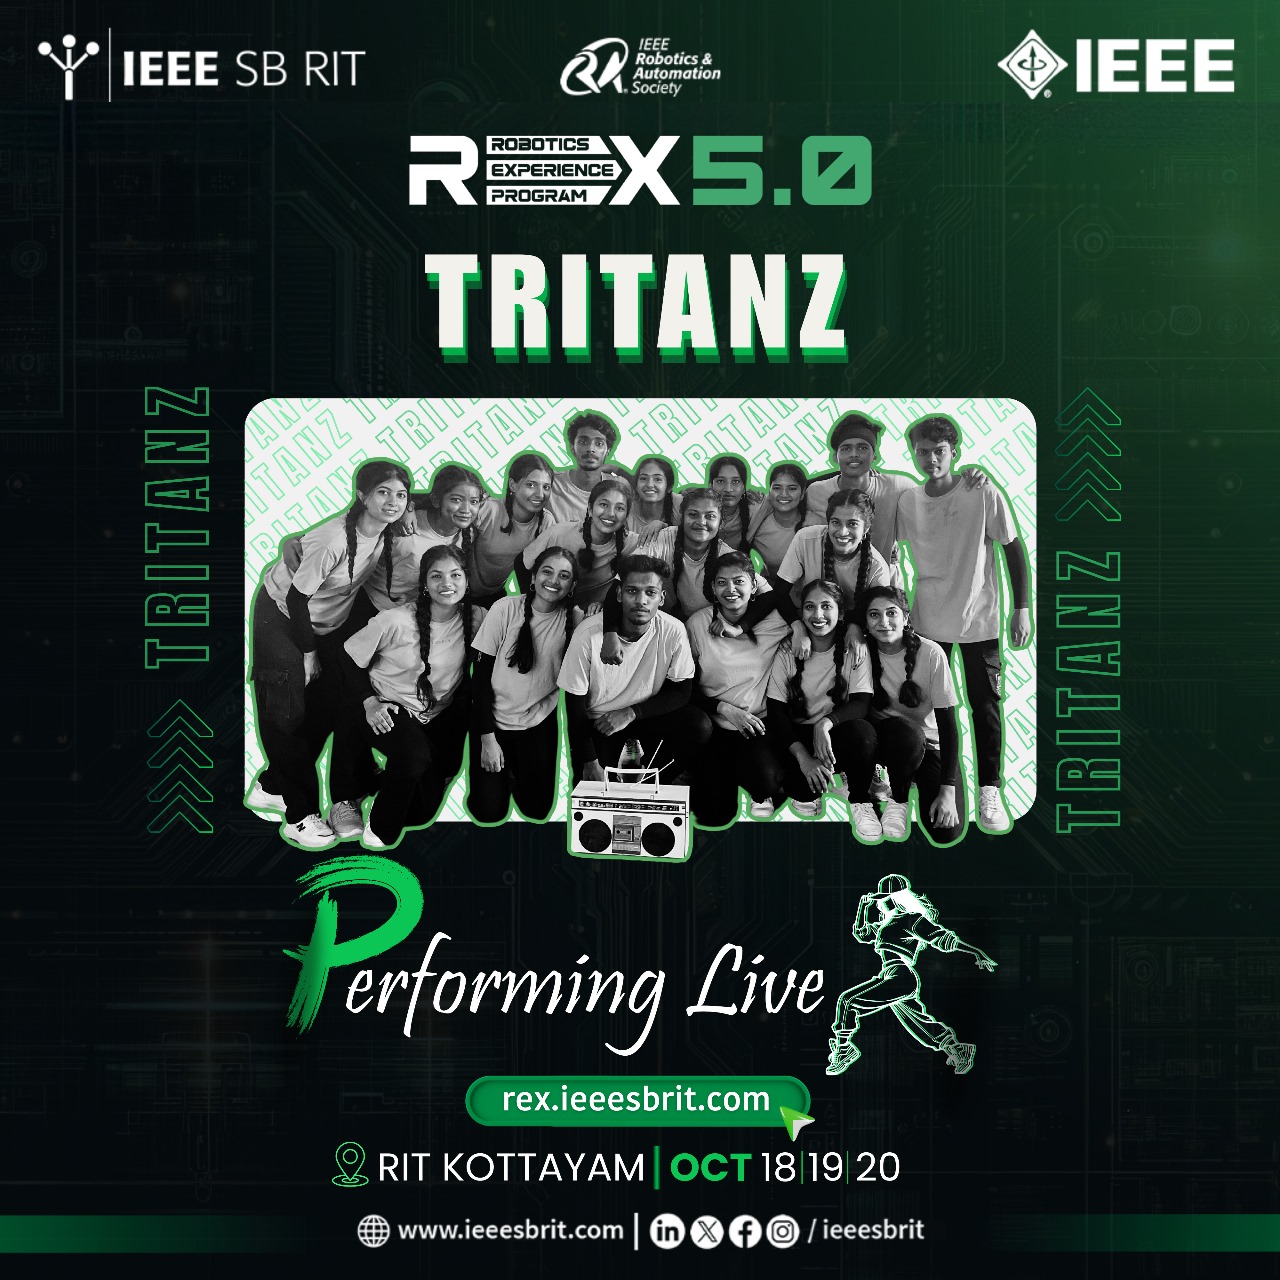 IEEE SB RIT
IEEE
Robotics &
Automation
Society
IEEE
REX 5.0
ROBOTICS
EXPERIENCE
PROGRAM
TRITANZ
TRITANZ
TRITANZ
Performing Live
rex.ieeesbrit.com
RIT KOTTAYAM | OCT 18|19|20
www.ieeesbrit.com | / ieeesbrit